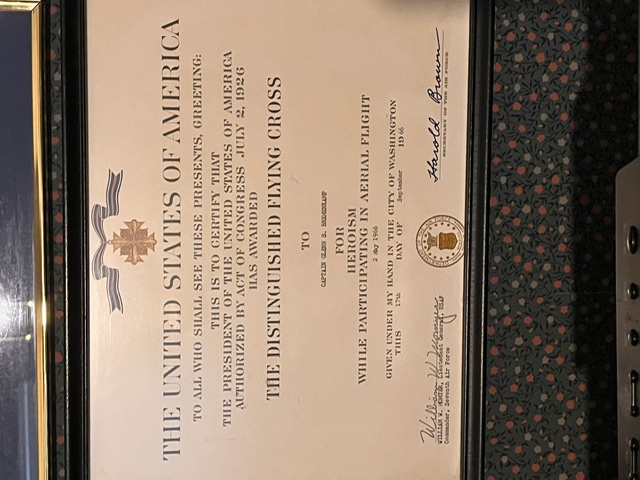 THE UNITED STATES OF AMERICA
TO ALL WHO SHALL SEE THESE PRESENTS, GREETING:
THIS IS TO CERTIFY THAT
THE PRESIDENT OF THE UNITED STATES OF AMERICA
AUTHORIZED BY ACT OF CONGRESS JULY 2, 1926
HAS AWARDED
THE DISTINGUISHED FLYING CROSS
TO
CAPTAIN GLENN S. BREMENKAMP
FOR
HEROISM
WHILE PARTICIPATING IN AERIAL FLIGHT
2 May 1966
GIVEN UNDER MY HAND IN THE CITY OF WASHINGTON
THIS 17th DAY OF September 1966
William W. Momyer
WILLIAM W. MOMYER, Lieutenant General, USAF
Commander, Seventh Air Force
Harold Brown
SECRETARY OF THE AIR FORCE